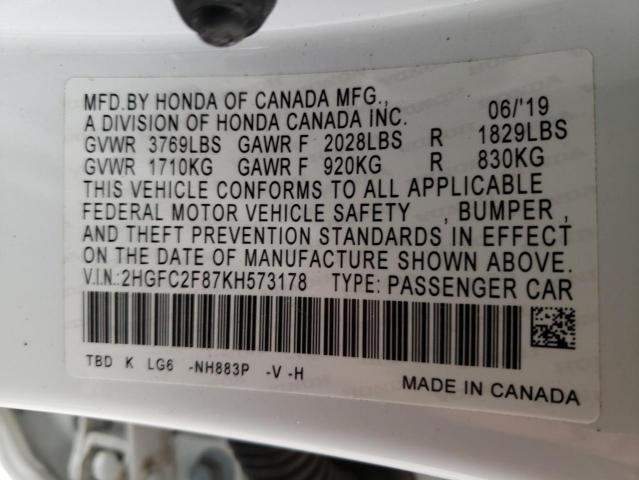 MFD.BY HONDA OF CANADA MFG.,
A DIVISION OF HONDA CANADA INC. 06/'19
GVWR 3769LBS GAWR F 2028LBS R 1829LBS
GVWR 1710KG GAWR F 920KG R 830KG
THIS VEHICLE CONFORMS TO ALL APPLICABLE
FEDERAL MOTOR VEHICLE SAFETY , BUMPER ,
AND THEFT PREVENTION STANDARDS IN EFFECT
ON THE DATE OF MANUFACTURE SHOWN ABOVE.
V.I.N.:2HGFC2F87KH573178 TYPE: PASSENGER CAR
TBD K LG6 -NH883P -V -H
MADE IN CANADA